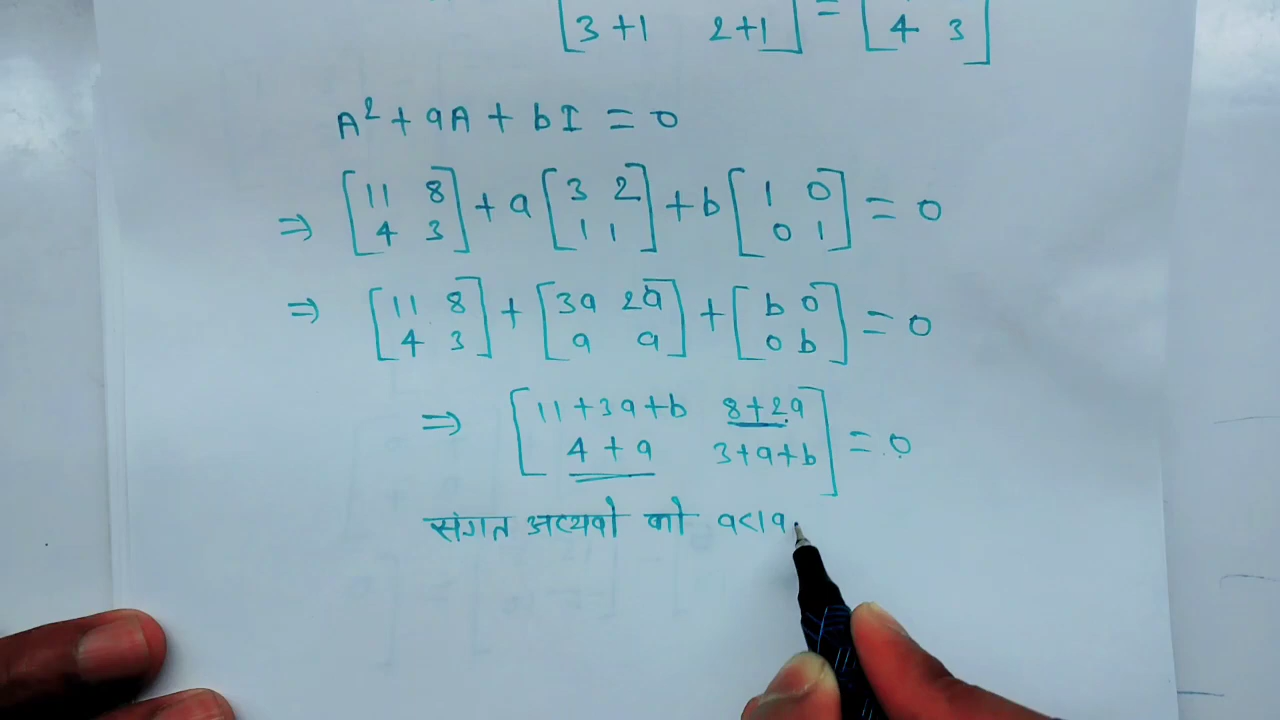 [3+1 2+1] = [4 3]
A² + aA + bI = 0
⇒ [11 8] + a [3 2] + b [1 0] = 0
[4 3] [1 1] [0 1]
⇒ [11 8] + [3a 2a] + [b 0] = 0
[4 3] [a a] [0 b]
⇒ [11+3a+b 8+2a] = 0
[4+a 3+a+b]
संगत अवयवो को